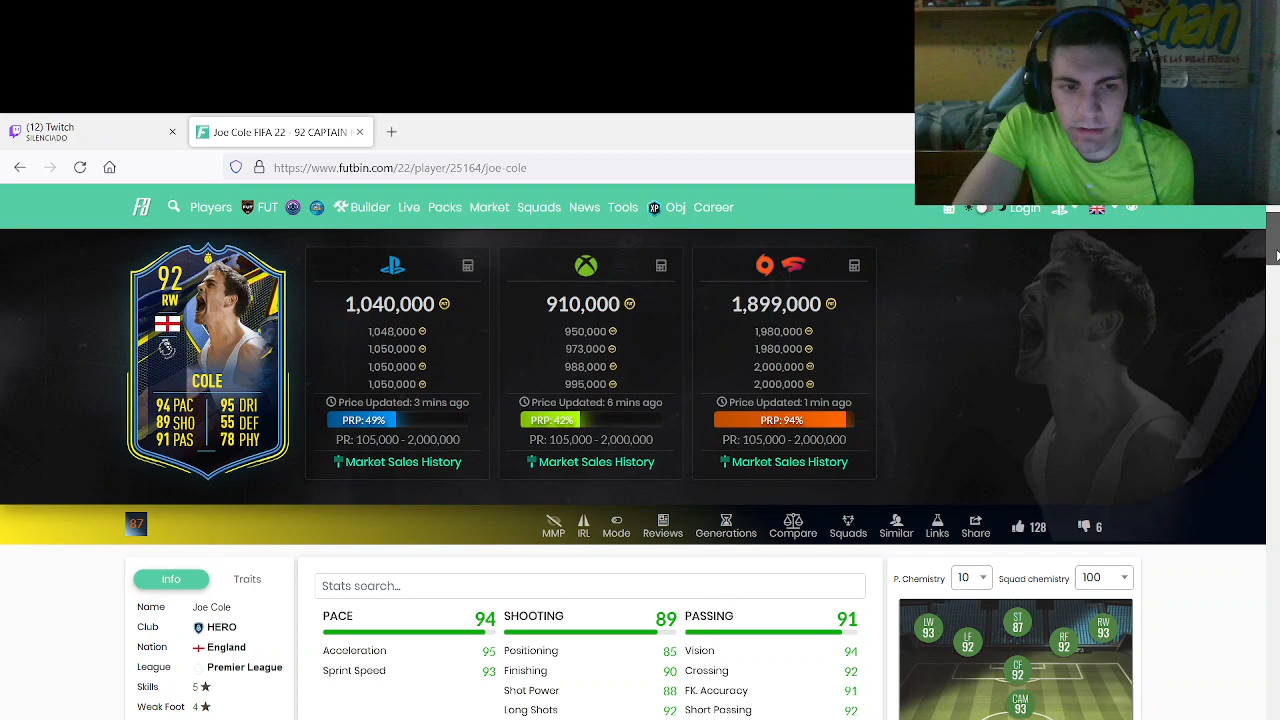 (12) Twitch
SILENCIADO
Joe Cole FIFA 22 - 92 CAPTAIN
https://www.futbin.com/22/player/25164/joe-cole
Players FUT Builder Live Packs Market Squads News Tools XP Obj Career
Login
92
RW
COLE
94 PAC 95 DRI
89 SHO 55 DEF
91 PAS 78 PHY
1,040,000
1,048,000
1,050,000
1,050,000
1,050,000
Price Updated: 3 mins ago
PRP: 49%
PR: 105,000 - 2,000,000
Market Sales History
910,000
950,000
973,000
988,000
995,000
Price Updated: 6 mins ago
PRP: 42%
PR: 105,000 - 2,000,000
Market Sales History
1,899,000
1,980,000
1,980,000
2,000,000
2,000,000
Price Updated: 1 min ago
PRP: 94%
PR: 105,000 - 2,000,000
Market Sales History
87
MMP IRL Mode Reviews Generations Compare Squads Similar Links Share 128 6
Info Traits
Name Joe Cole
Club HERO
Nation England
League Premier League
Skills 5
Weak Foot 4
Stats search...
PACE 94
Acceleration 95
Sprint Speed 93
SHOOTING 89
Positioning 85
Finishing 90
Shot Power 88
Long Shots 92
PASSING 91
Vision 94
Crossing 92
FK. Accuracy 91
Short Passing 92
P. Chemistry 10 Squad chemistry 100
LW 93
LF 92
ST 87
RF 92
RW 93
CF 92
CAM 93